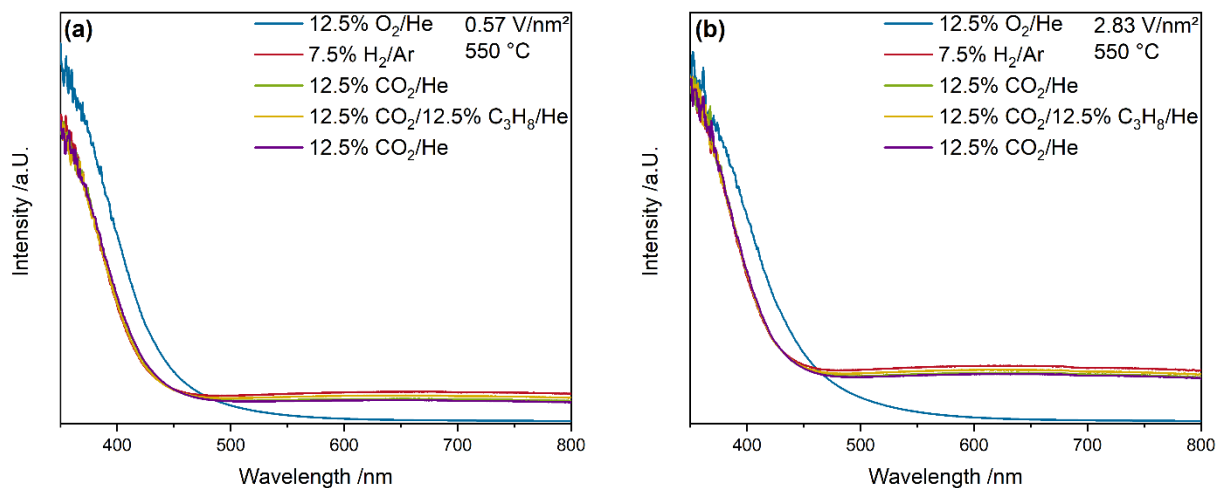 (a)
12.5% O₂/He
0.57 V/nm²
7.5% H₂/Ar
550 °C
12.5% CO₂/He
12.5% CO₂/12.5% C₃H₈/He
12.5% CO₂/He
Intensity /a.U.
400 500 600 700 800
Wavelength /nm
(b)
12.5% O₂/He
2.83 V/nm²
7.5% H₂/Ar
550 °C
12.5% CO₂/He
12.5% CO₂/12.5% C₃H₈/He
12.5% CO₂/He
Intensity /a.U.
400 500 600 700 800
Wavelength /nm